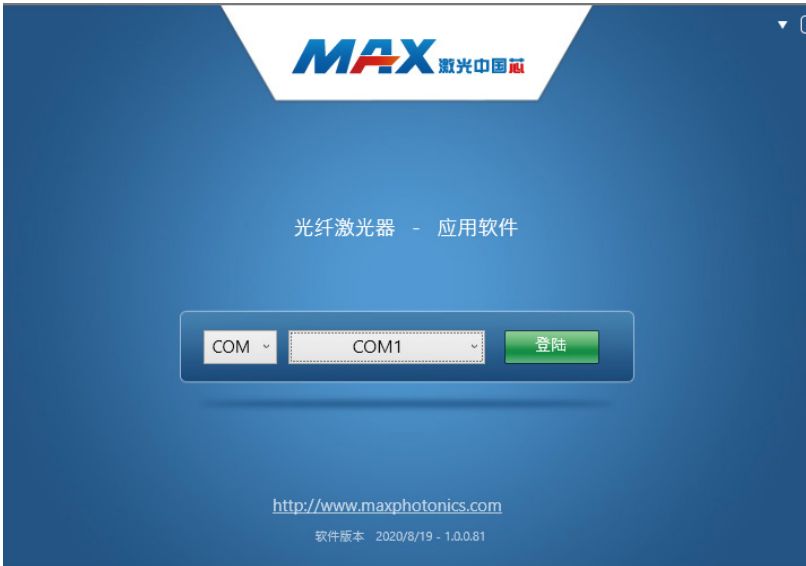 MAX 激光中国芯
光纤激光器 - 应用软件
COM COM1 登陆
http://www.maxphotonics.com
软件版本 2020/8/19 - 1.0.0.81